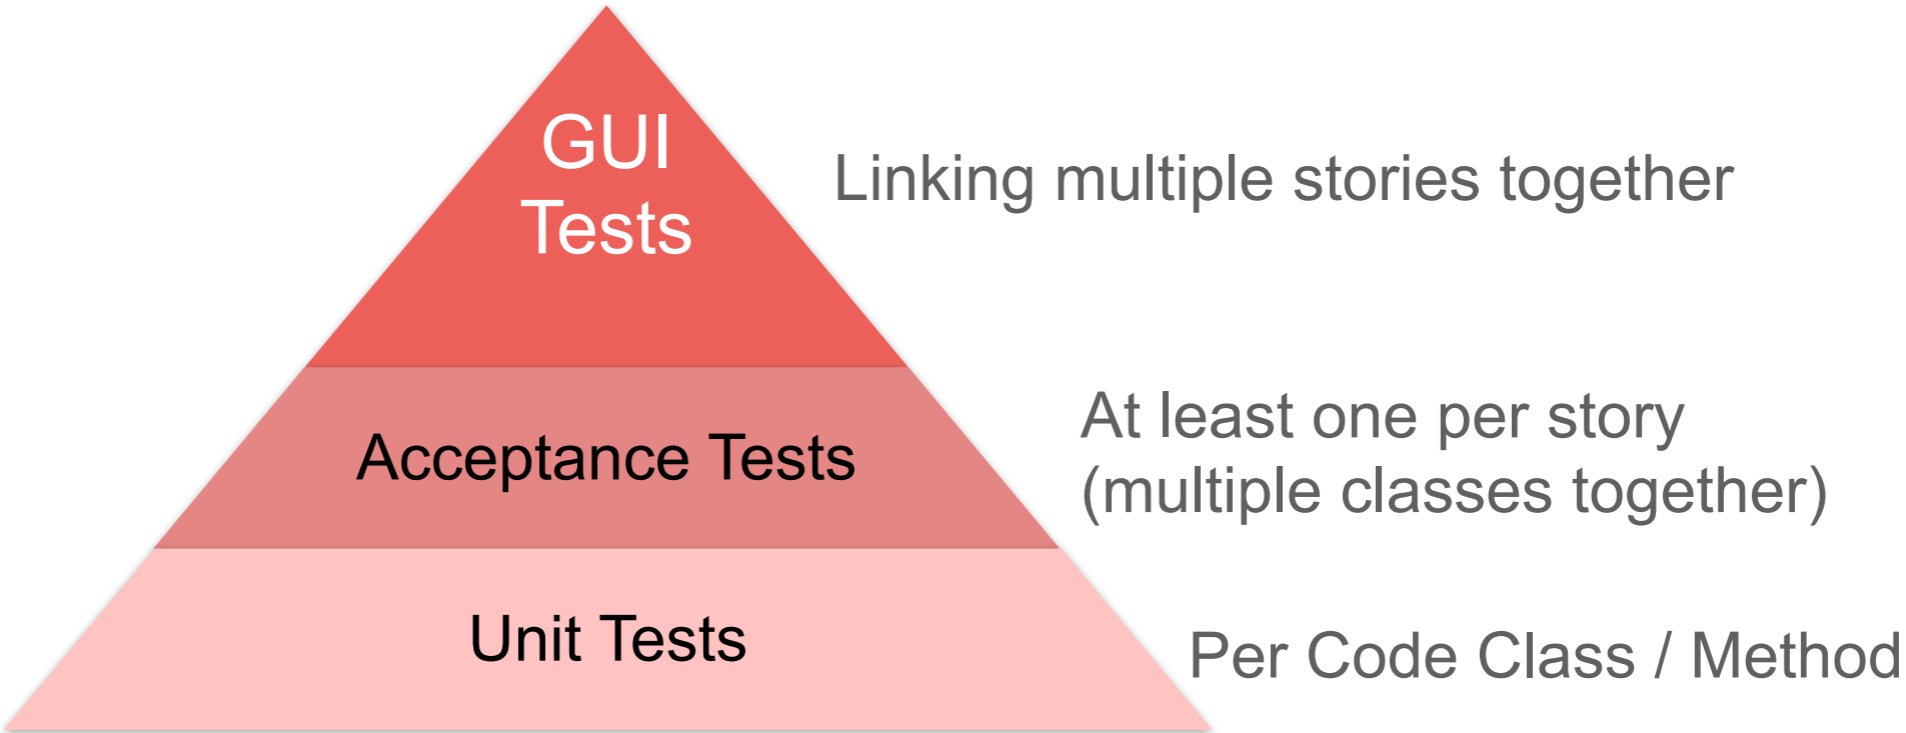 GUI
Tests
Linking multiple stories together
Acceptance Tests
At least one per story
(multiple classes together)
Unit Tests
Per Code Class / Method